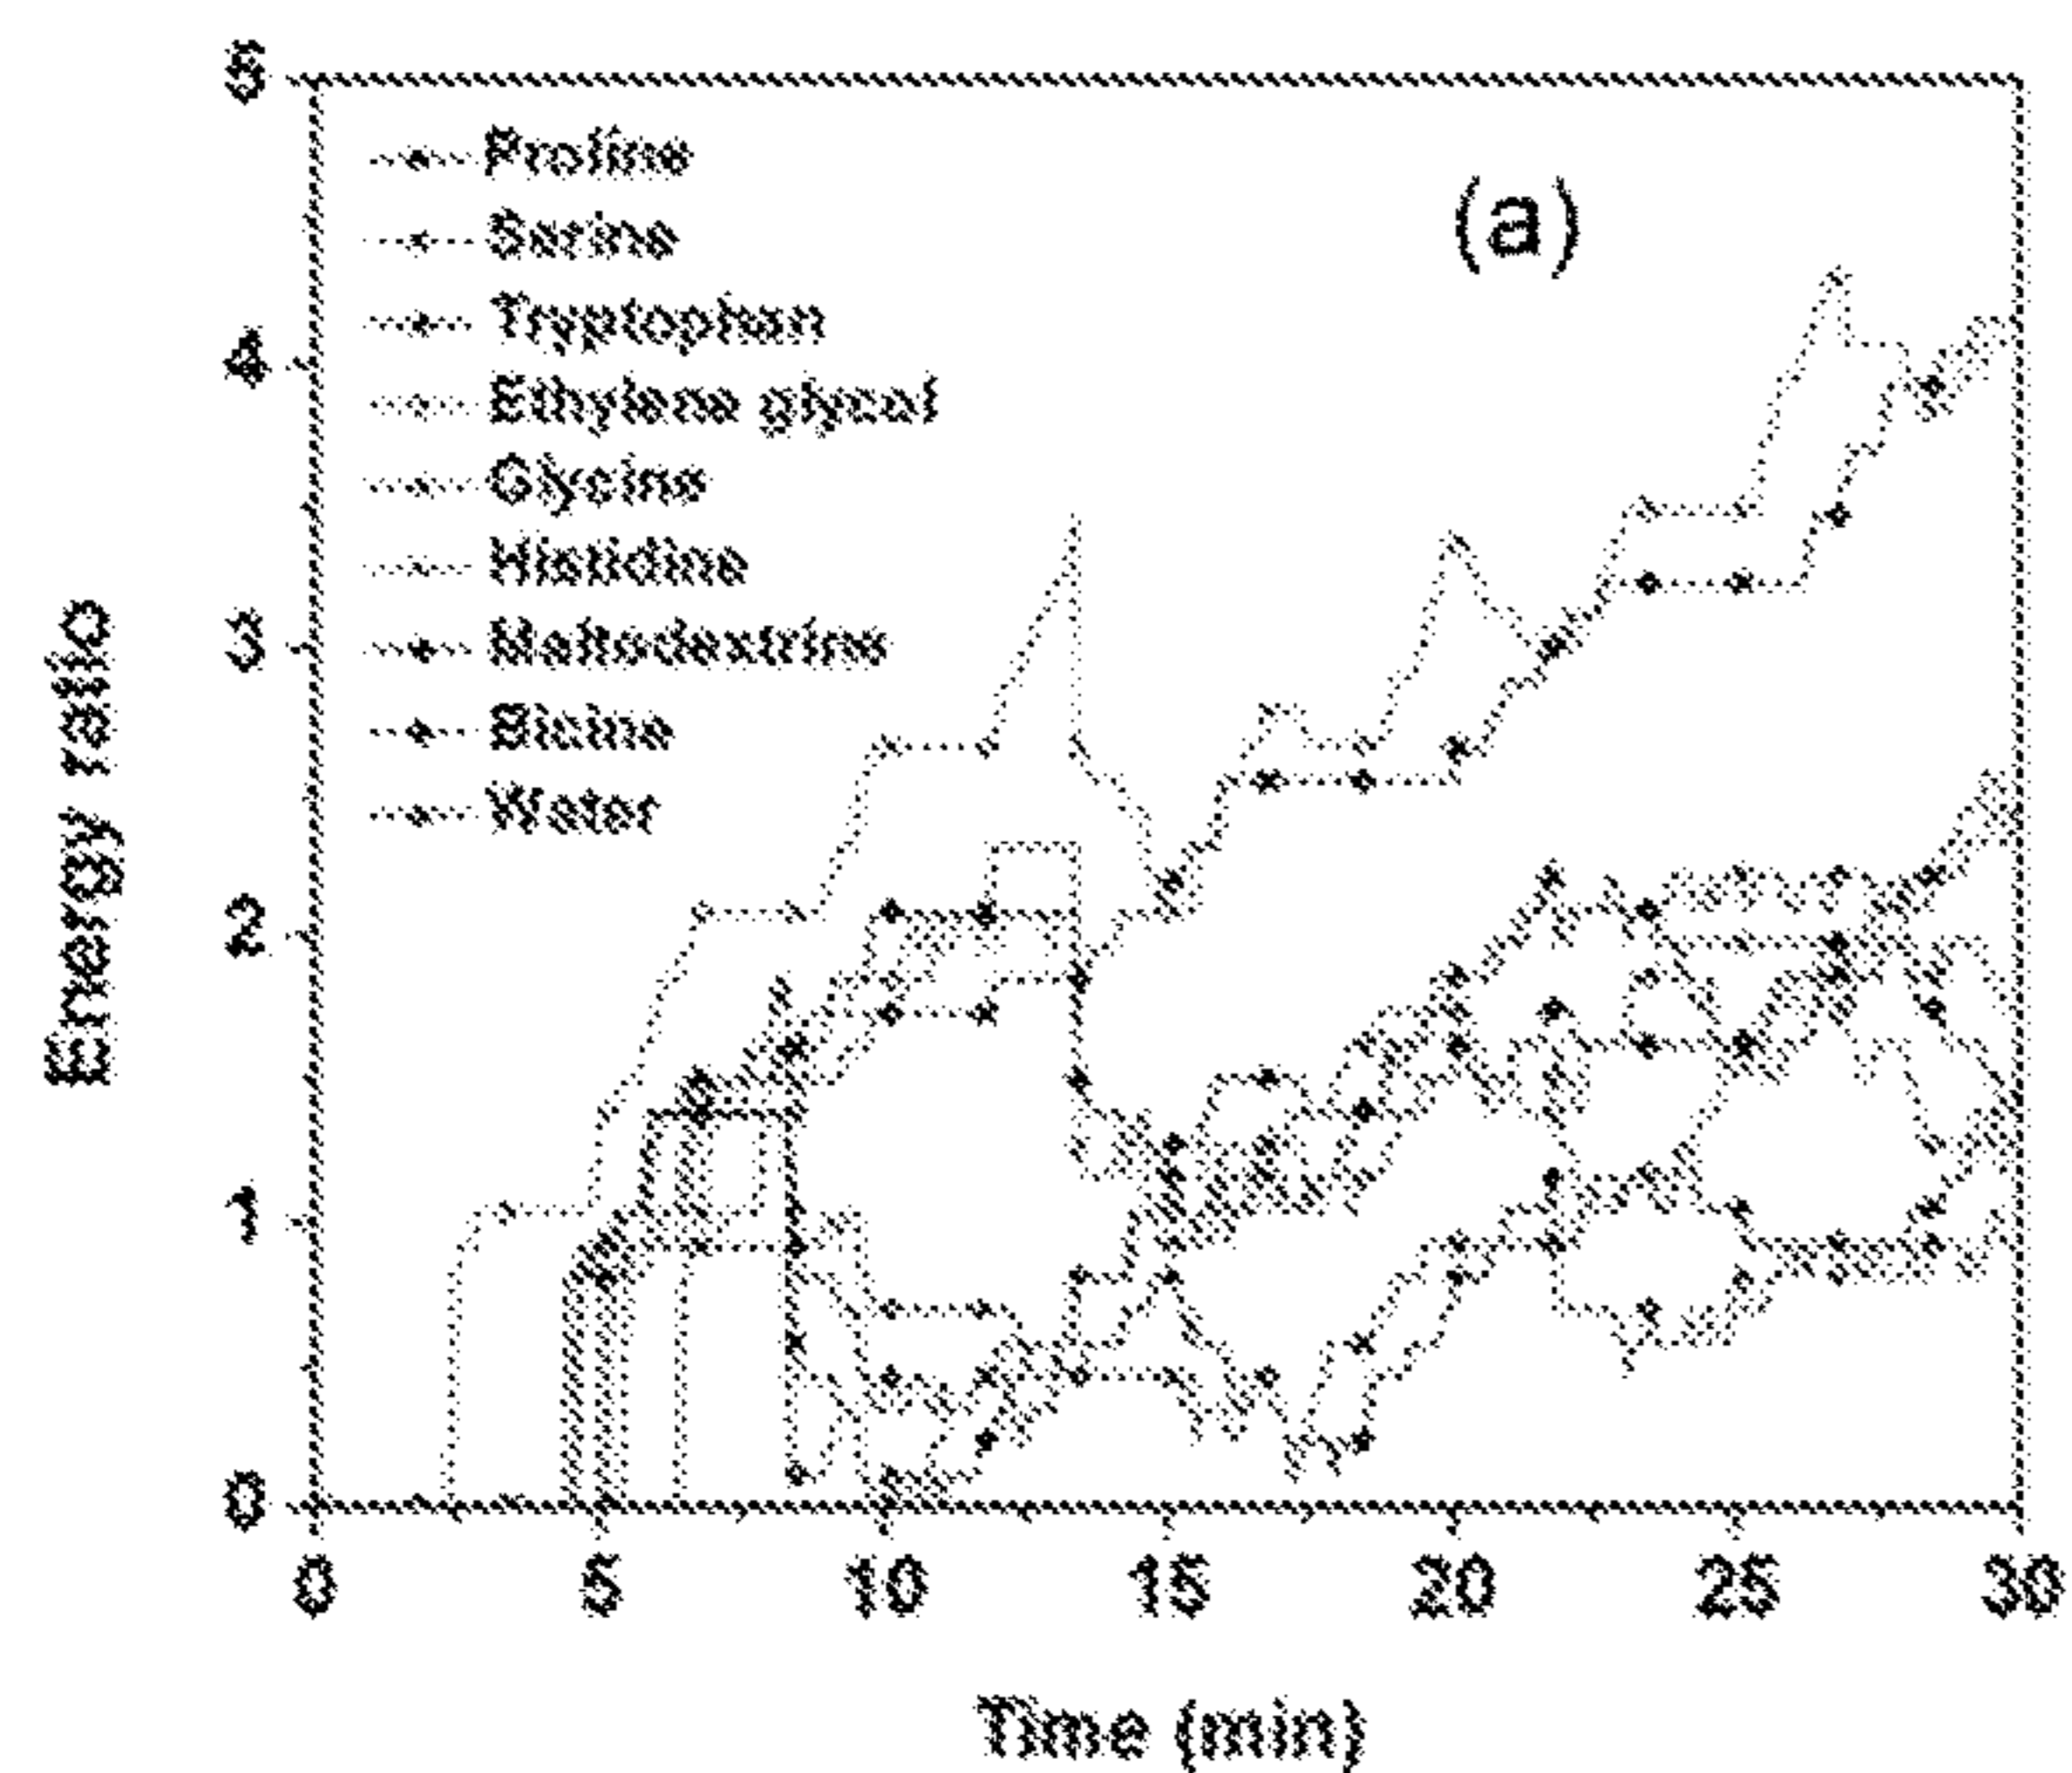 5
4
3
2
1
0
Energy ratio
Proline
Serine
Tryptophan
Ethylene glycol
Glycine
Histidine
Maltodextrine
Bicine
Water
(a)
0 5 10 15 20 25 30
Time (min)